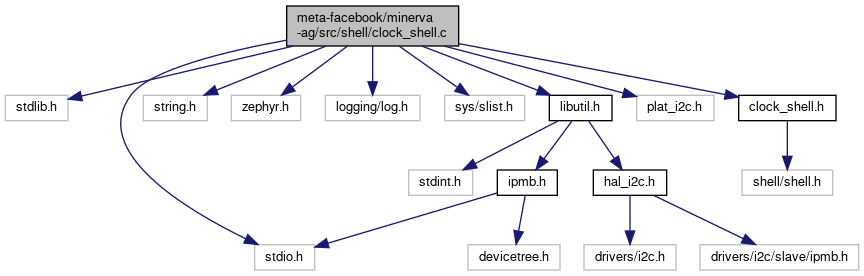 meta-facebook/minerva
-ag/src/shell/clock_shell.c
stdlib.h
string.h
zephyr.h
logging/log.h
sys/slist.h
libutil.h
plat_i2c.h
clock_shell.h
stdint.h
ipmb.h
hal_i2c.h
shell/shell.h
stdio.h
devicetree.h
drivers/i2c.h
drivers/i2c/slave/ipmb.h